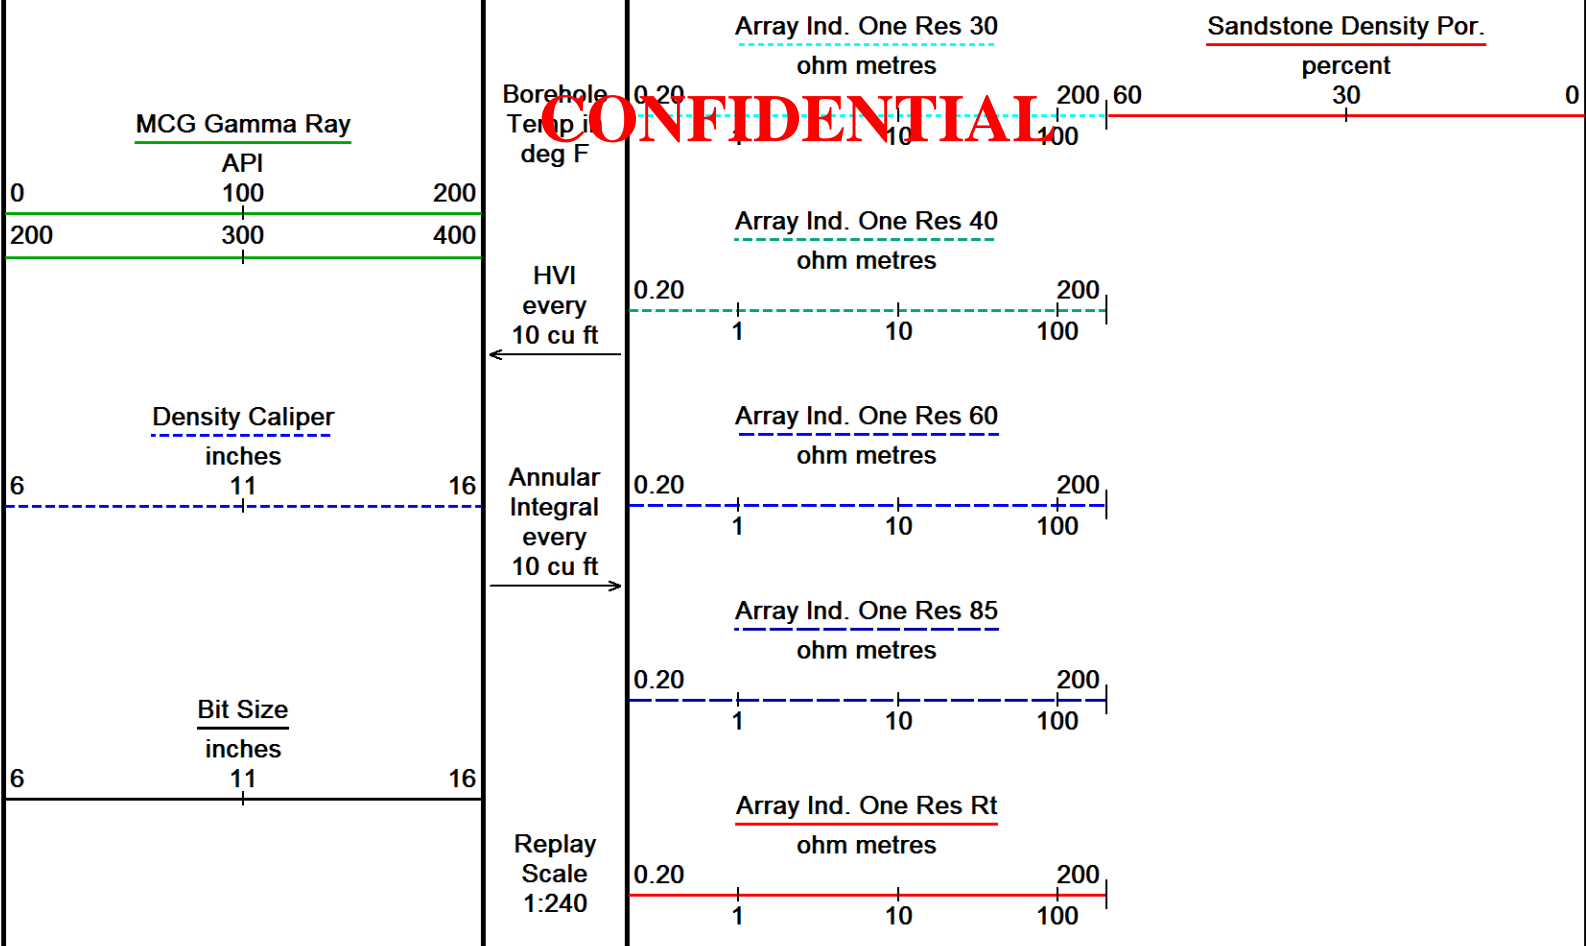 MCG Gamma Ray
API
0 100 200
200 300 400
Density Caliper
inches
6 11 16
Bit Size
inches
6 11 16
Borehole
Temp in
deg F
HVI
every
10 cu ft
Annular
Integral
every
10 cu ft
Replay
Scale
1:240
CONFIDENTIAL
Array Ind. One Res 30
ohm metres
0.20 200
1 10 100
Array Ind. One Res 40
ohm metres
0.20 200
1 10 100
Array Ind. One Res 60
ohm metres
0.20 200
1 10 100
Array Ind. One Res 85
ohm metres
0.20 200
1 10 100
Array Ind. One Res Rt
ohm metres
0.20 200
1 10 100
Sandstone Density Por.
percent
60 30 0